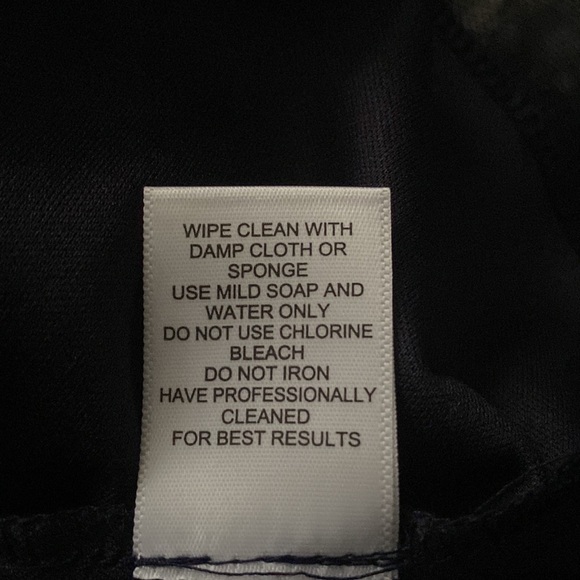 WIPE CLEAN WITH
DAMP CLOTH OR
SPONGE
USE MILD SOAP AND
WATER ONLY
DO NOT USE CHLORINE
BLEACH
DO NOT IRON
HAVE PROFESSIONALLY
CLEANED
FOR BEST RESULTS